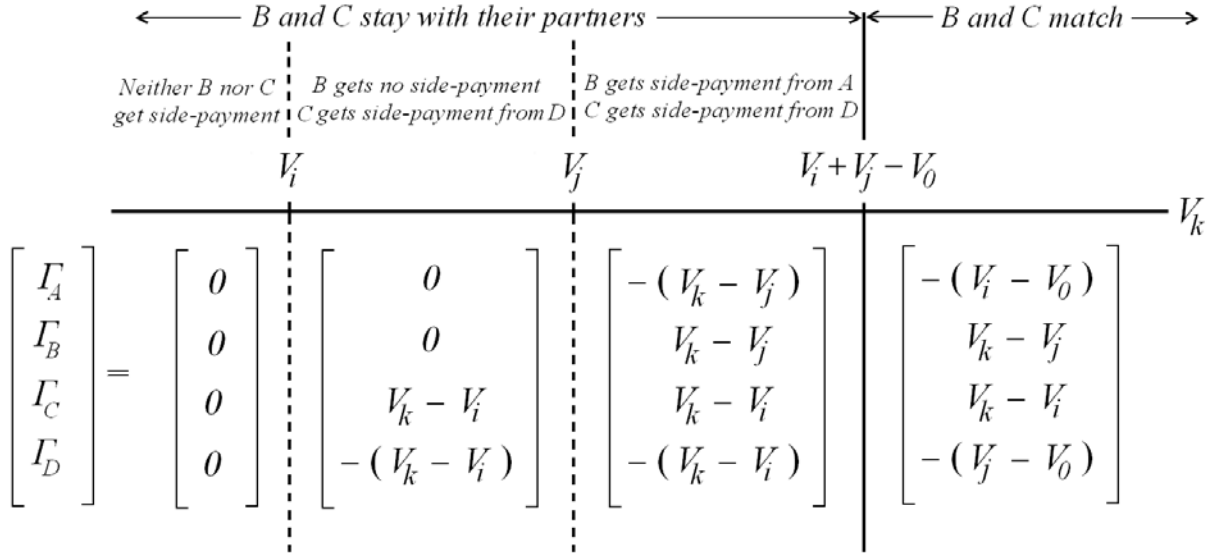 B and C stay with their partners B and C match
Neither B nor C B gets no side-payment B gets side-payment from A
get side-payment C gets side-payment from D C gets side-payment from D
V_i V_j V_i + V_j − V_0
V_k
Γ_A 0 0 − ( V_k − V_j ) − ( V_i − V_0 )
Γ_B 0 0 V_k − V_j V_k − V_j
=
Γ_C 0 V_k − V_i V_k − V_i V_k − V_i
Γ_D 0 − ( V_k − V_i ) − ( V_k − V_i ) − ( V_j − V_0 )